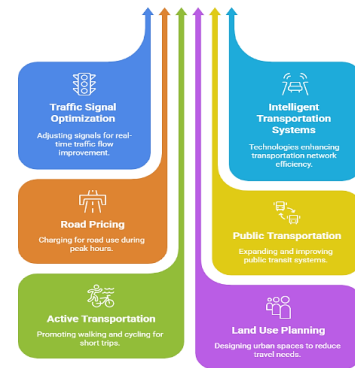 Traffic Signal
Optimization
Adjusting signals for real-
time traffic flow
improvement.
Road Pricing
Charging for road use during
peak hours.
Active Transportation
Promoting walking and cycling for
short trips.
Intelligent
Transportation
Systems
Technologies enhancing
transportation network
efficiency.
Public Transportation
Expanding and improving
public transit systems.
Land Use Planning
Designing urban spaces to reduce
travel needs.